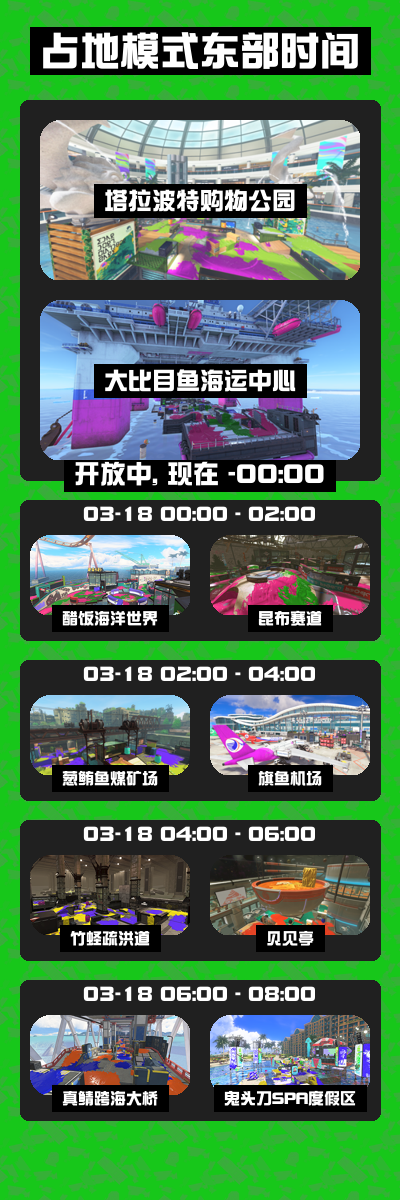 占地模式东部时间
塔拉波特购物公园
大比目鱼海运中心
开放中, 现在 -00:00
03-18 00:00 - 02:00
醋饭海洋世界
昆布赛道
03-18 02:00 - 04:00
葱鲔鱼煤矿场
旗鱼机场
03-18 04:00 - 06:00
竹蛏疏洪道
贝贝亭
03-18 06:00 - 08:00
真鲭跨海大桥
鬼头刀SPA度假区